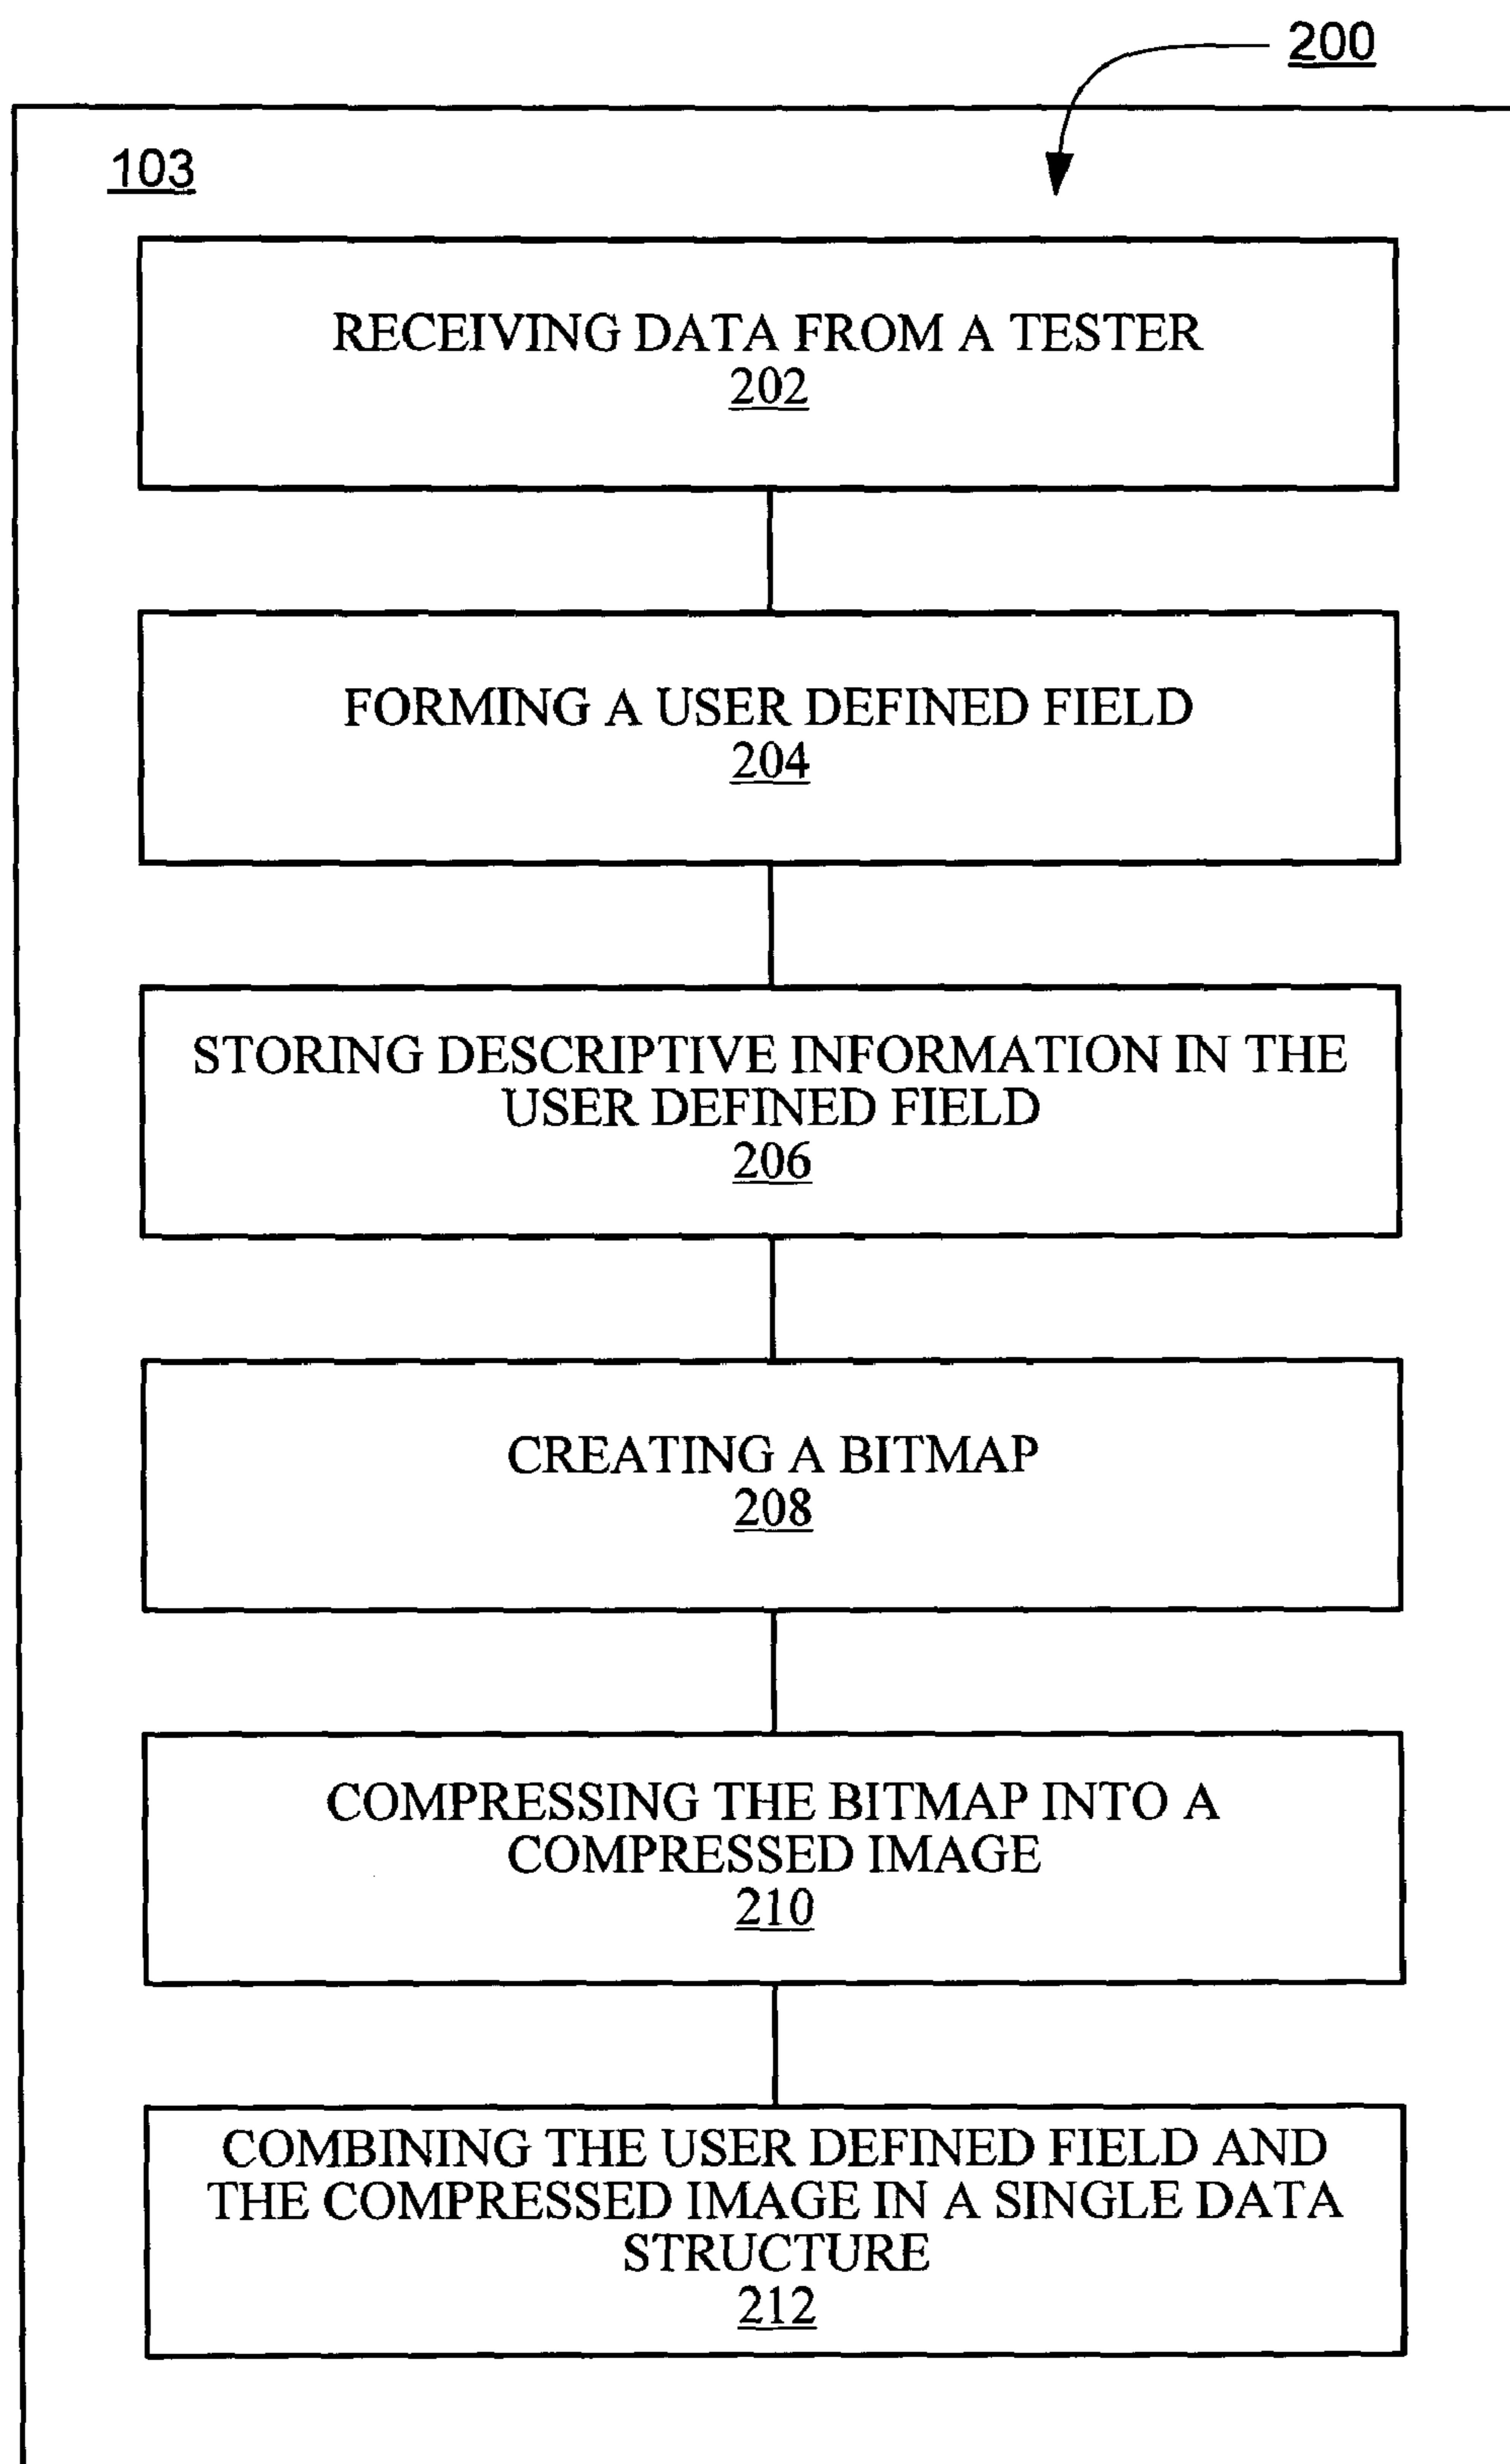 200
103
RECEIVING DATA FROM A TESTER
202
FORMING A USER DEFINED FIELD
204
STORING DESCRIPTIVE INFORMATION IN THE
USER DEFINED FIELD
206
CREATING A BITMAP
208
COMPRESSING THE BITMAP INTO A
COMPRESSED IMAGE
210
COMBINING THE USER DEFINED FIELD AND
THE COMPRESSED IMAGE IN A SINGLE DATA
STRUCTURE
212